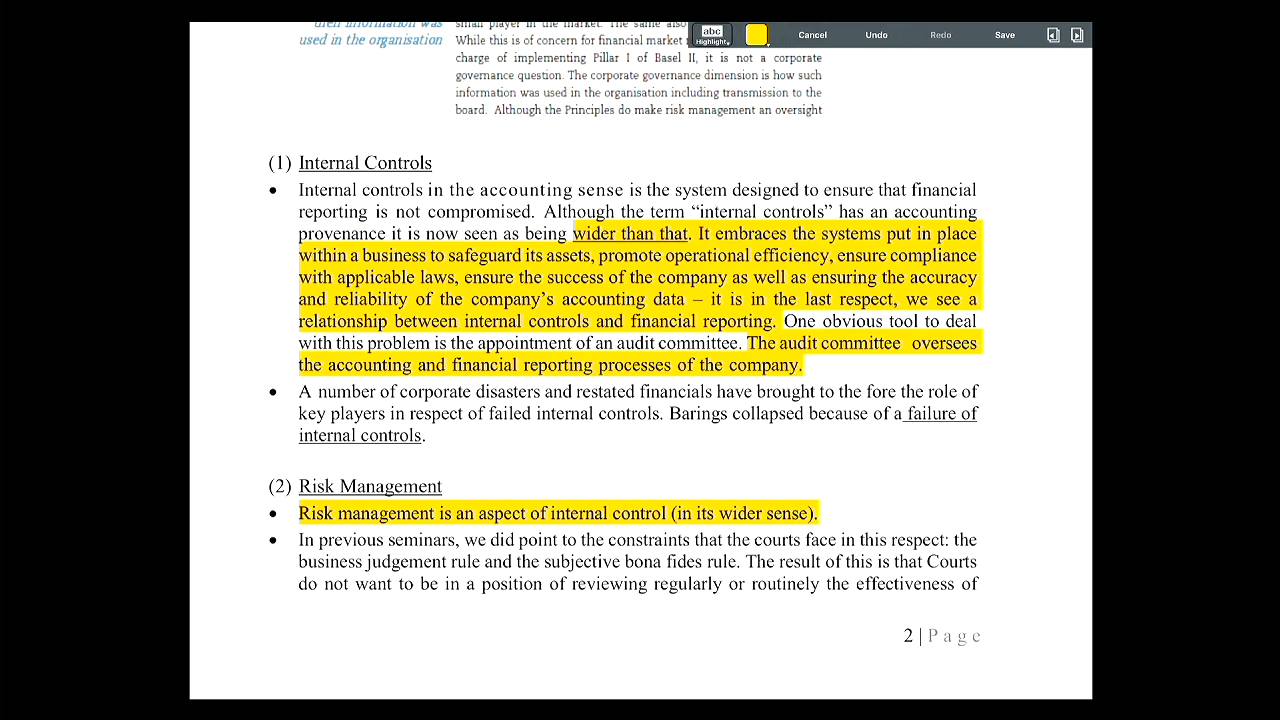 their information was
used in the organisation
small player in the market. The same also
While this is of concern for financial market
charge of implementing Pillar I of Basel II, it is not a corporate
governance question. The corporate governance dimension is how such
information was used in the organisation including transmission to the
board. Although the Principles do make risk management an oversight
abc
Highlight
Cancel
Undo
Redo
Save
(1) Internal Controls
• Internal controls in the accounting sense is the system designed to ensure that financial
reporting is not compromised. Although the term “internal controls” has an accounting
provenance it is now seen as being wider than that. It embraces the systems put in place
within a business to safeguard its assets, promote operational efficiency, ensure compliance
with applicable laws, ensure the success of the company as well as ensuring the accuracy
and reliability of the company’s accounting data – it is in the last respect, we see a
relationship between internal controls and financial reporting. One obvious tool to deal
with this problem is the appointment of an audit committee. The audit committee oversees
the accounting and financial reporting processes of the company.
• A number of corporate disasters and restated financials have brought to the fore the role of
key players in respect of failed internal controls. Barings collapsed because of a failure of
internal controls.
(2) Risk Management
• Risk management is an aspect of internal control (in its wider sense).
• In previous seminars, we did point to the constraints that the courts face in this respect: the
business judgement rule and the subjective bona fides rule. The result of this is that Courts
do not want to be in a position of reviewing regularly or routinely the effectiveness of
2 | Page